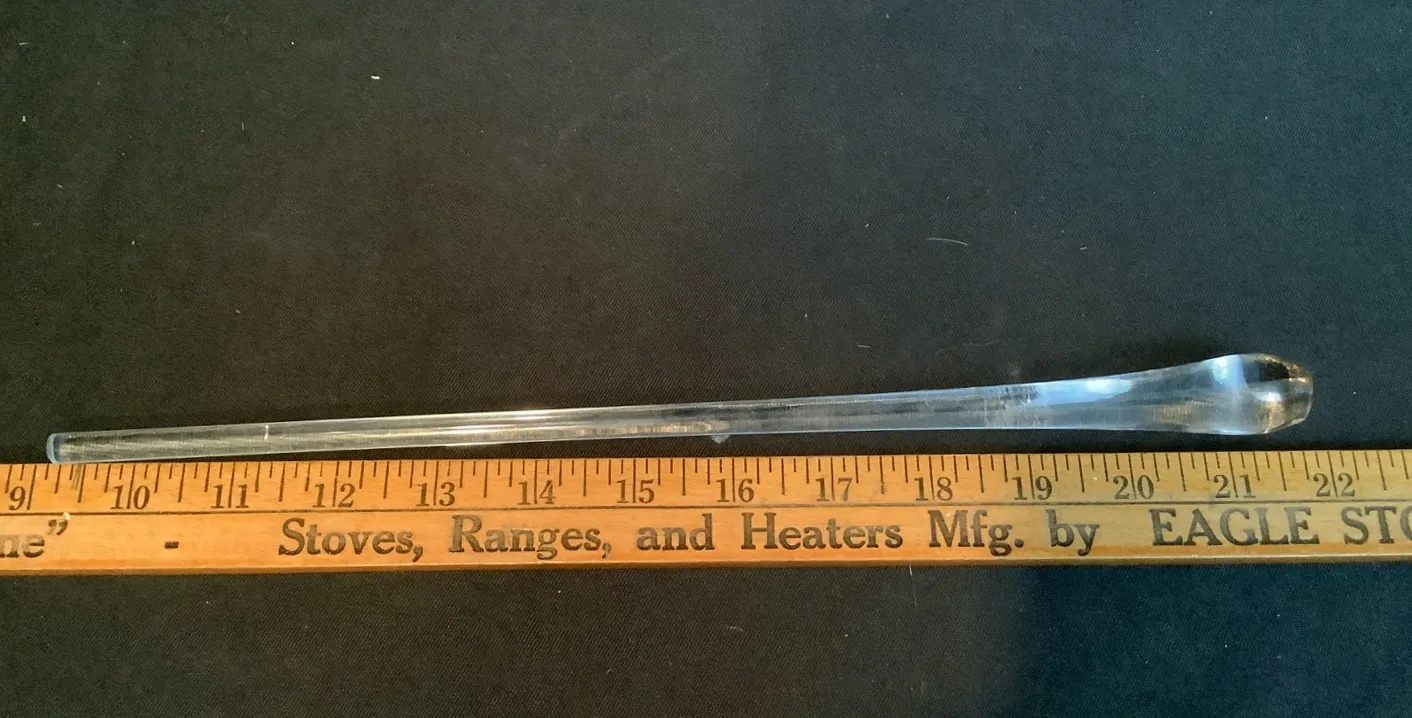 9 10 11 12 13 14 15 16 17 18 19 20 21 22
ne” - Stoves, Ranges, and Heaters Mfg. by EAGLE STO